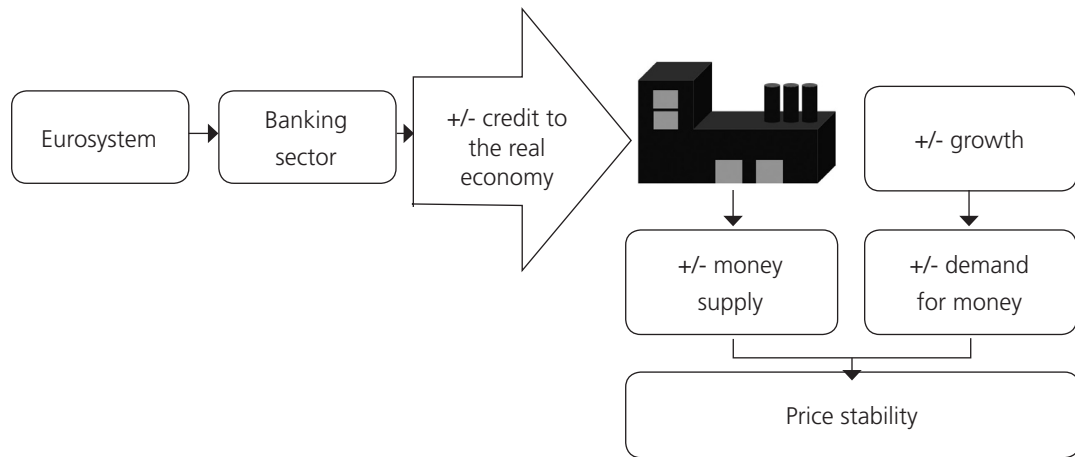 Eurosystem
Banking
sector
+/- credit to
the real
economy
+/- growth
+/- money
supply
+/- demand
for money
Price stability